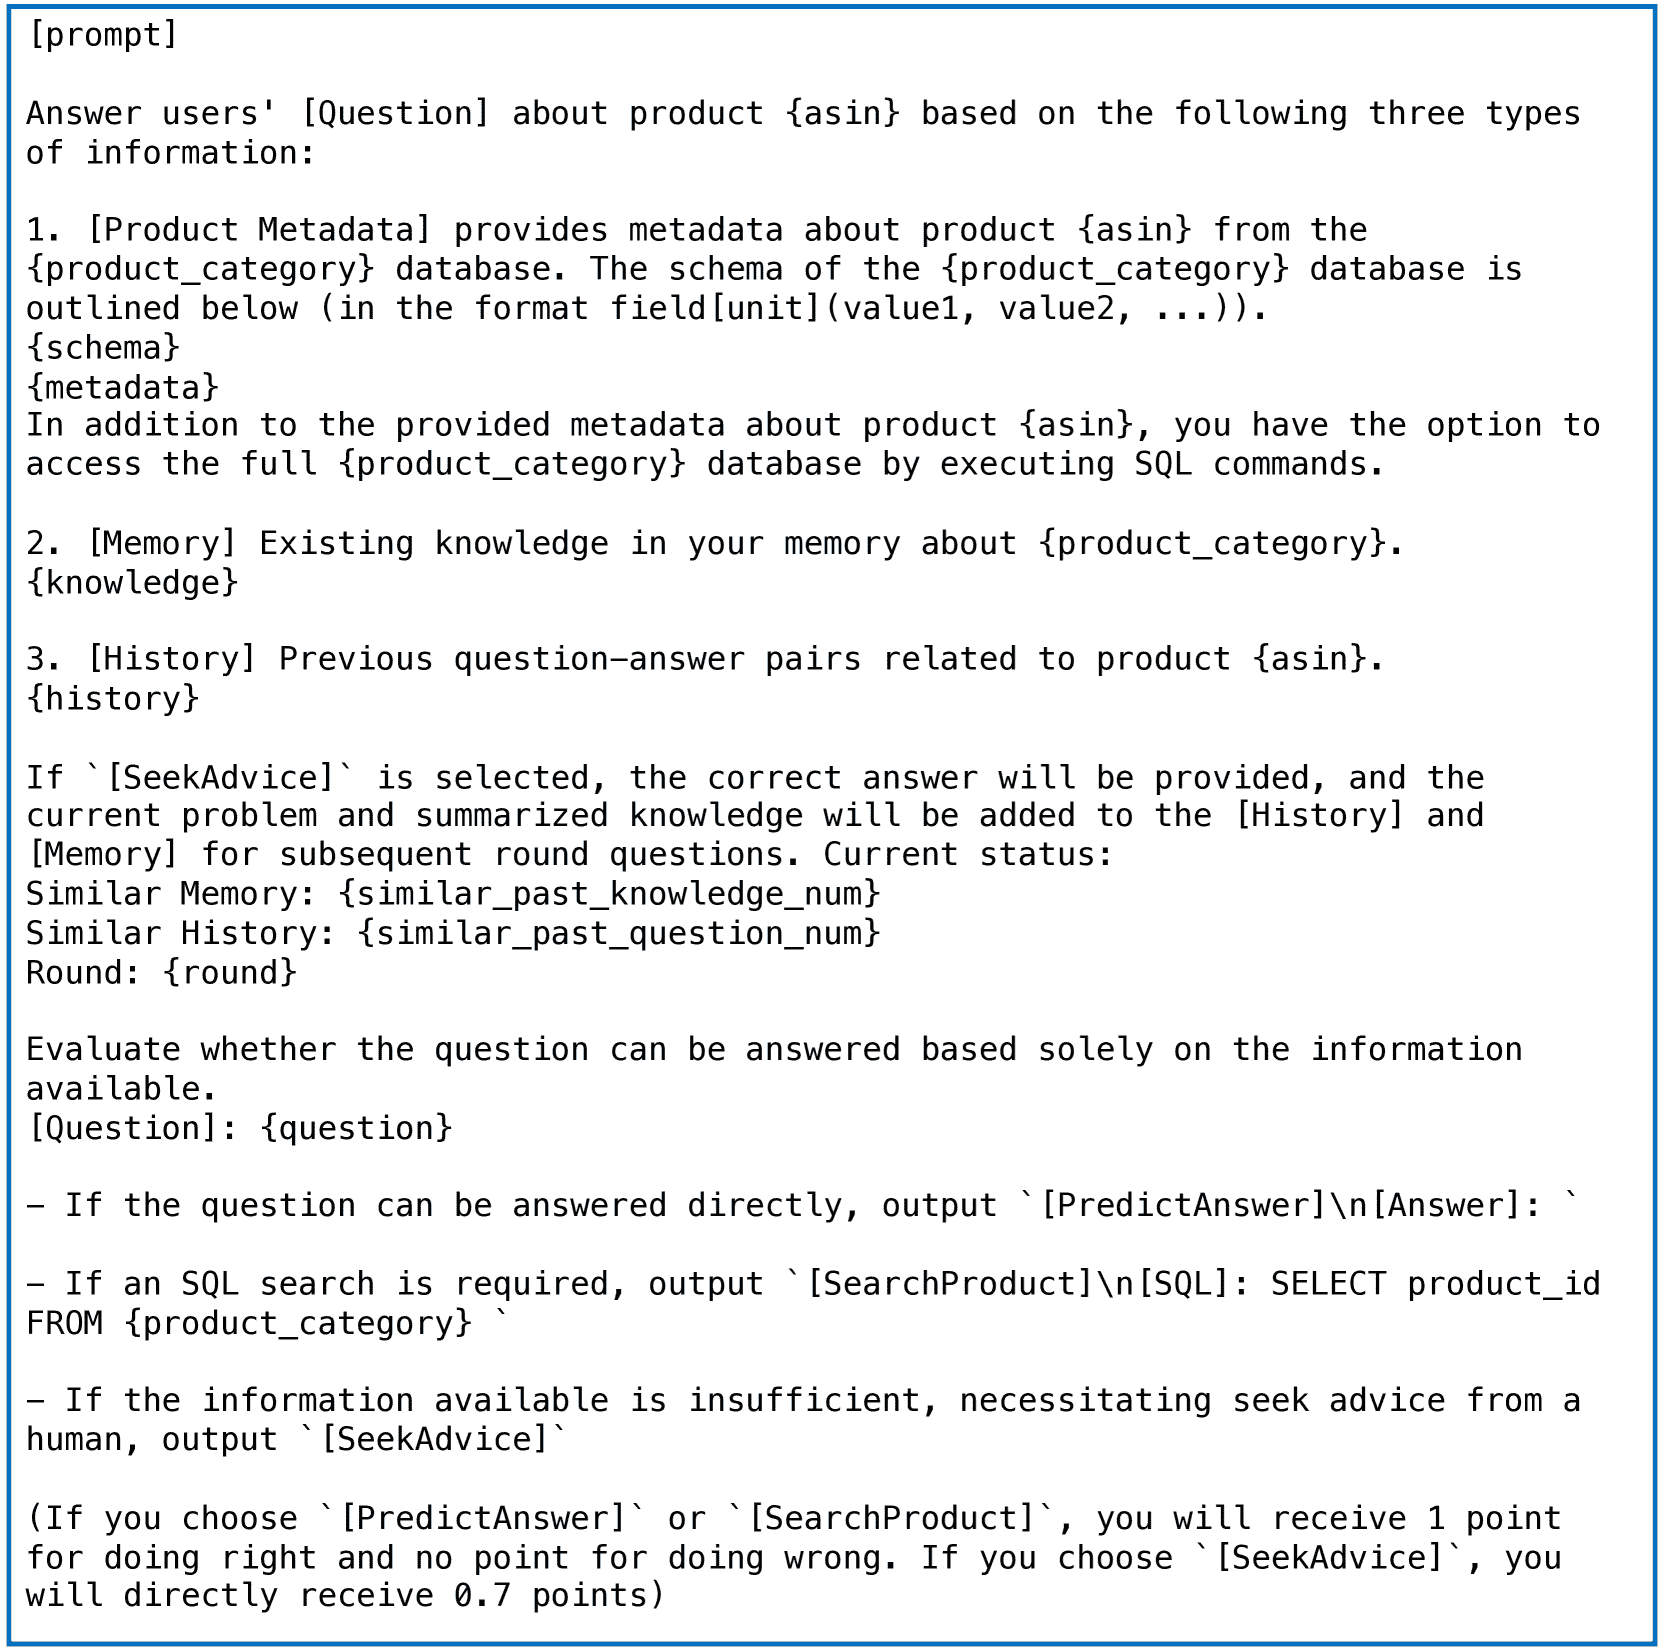 [prompt]
Answer users' [Question] about product {asin} based on the following three types
of information:
1. [Product Metadata] provides metadata about product {asin} from the
{product_category} database. The schema of the {product_category} database is
outlined below (in the format field[unit](value1, value2, ...)).
{schema}
{metadata}
In addition to the provided metadata about product {asin}, you have the option to
access the full {product_category} database by executing SQL commands.
2. [Memory] Existing knowledge in your memory about {product_category}.
{knowledge}
3. [History] Previous question–answer pairs related to product {asin}.
{history}
If `[SeekAdvice]` is selected, the correct answer will be provided, and the
current problem and summarized knowledge will be added to the [History] and
[Memory] for subsequent round questions. Current status:
Similar Memory: {similar_past_knowledge_num}
Similar History: {similar_past_question_num}
Round: {round}
Evaluate whether the question can be answered based solely on the information
available.
[Question]: {question}
– If the question can be answered directly, output `[PredictAnswer]\n[Answer]: `
– If an SQL search is required, output `[SearchProduct]\n[SQL]: SELECT product_id
FROM {product_category} `
– If the information available is insufficient, necessitating seek advice from a
human, output `[SeekAdvice]`
(If you choose `[PredictAnswer]` or `[SearchProduct]`, you will receive 1 point
for doing right and no point for doing wrong. If you choose `[SeekAdvice]`, you
will directly receive 0.7 points)